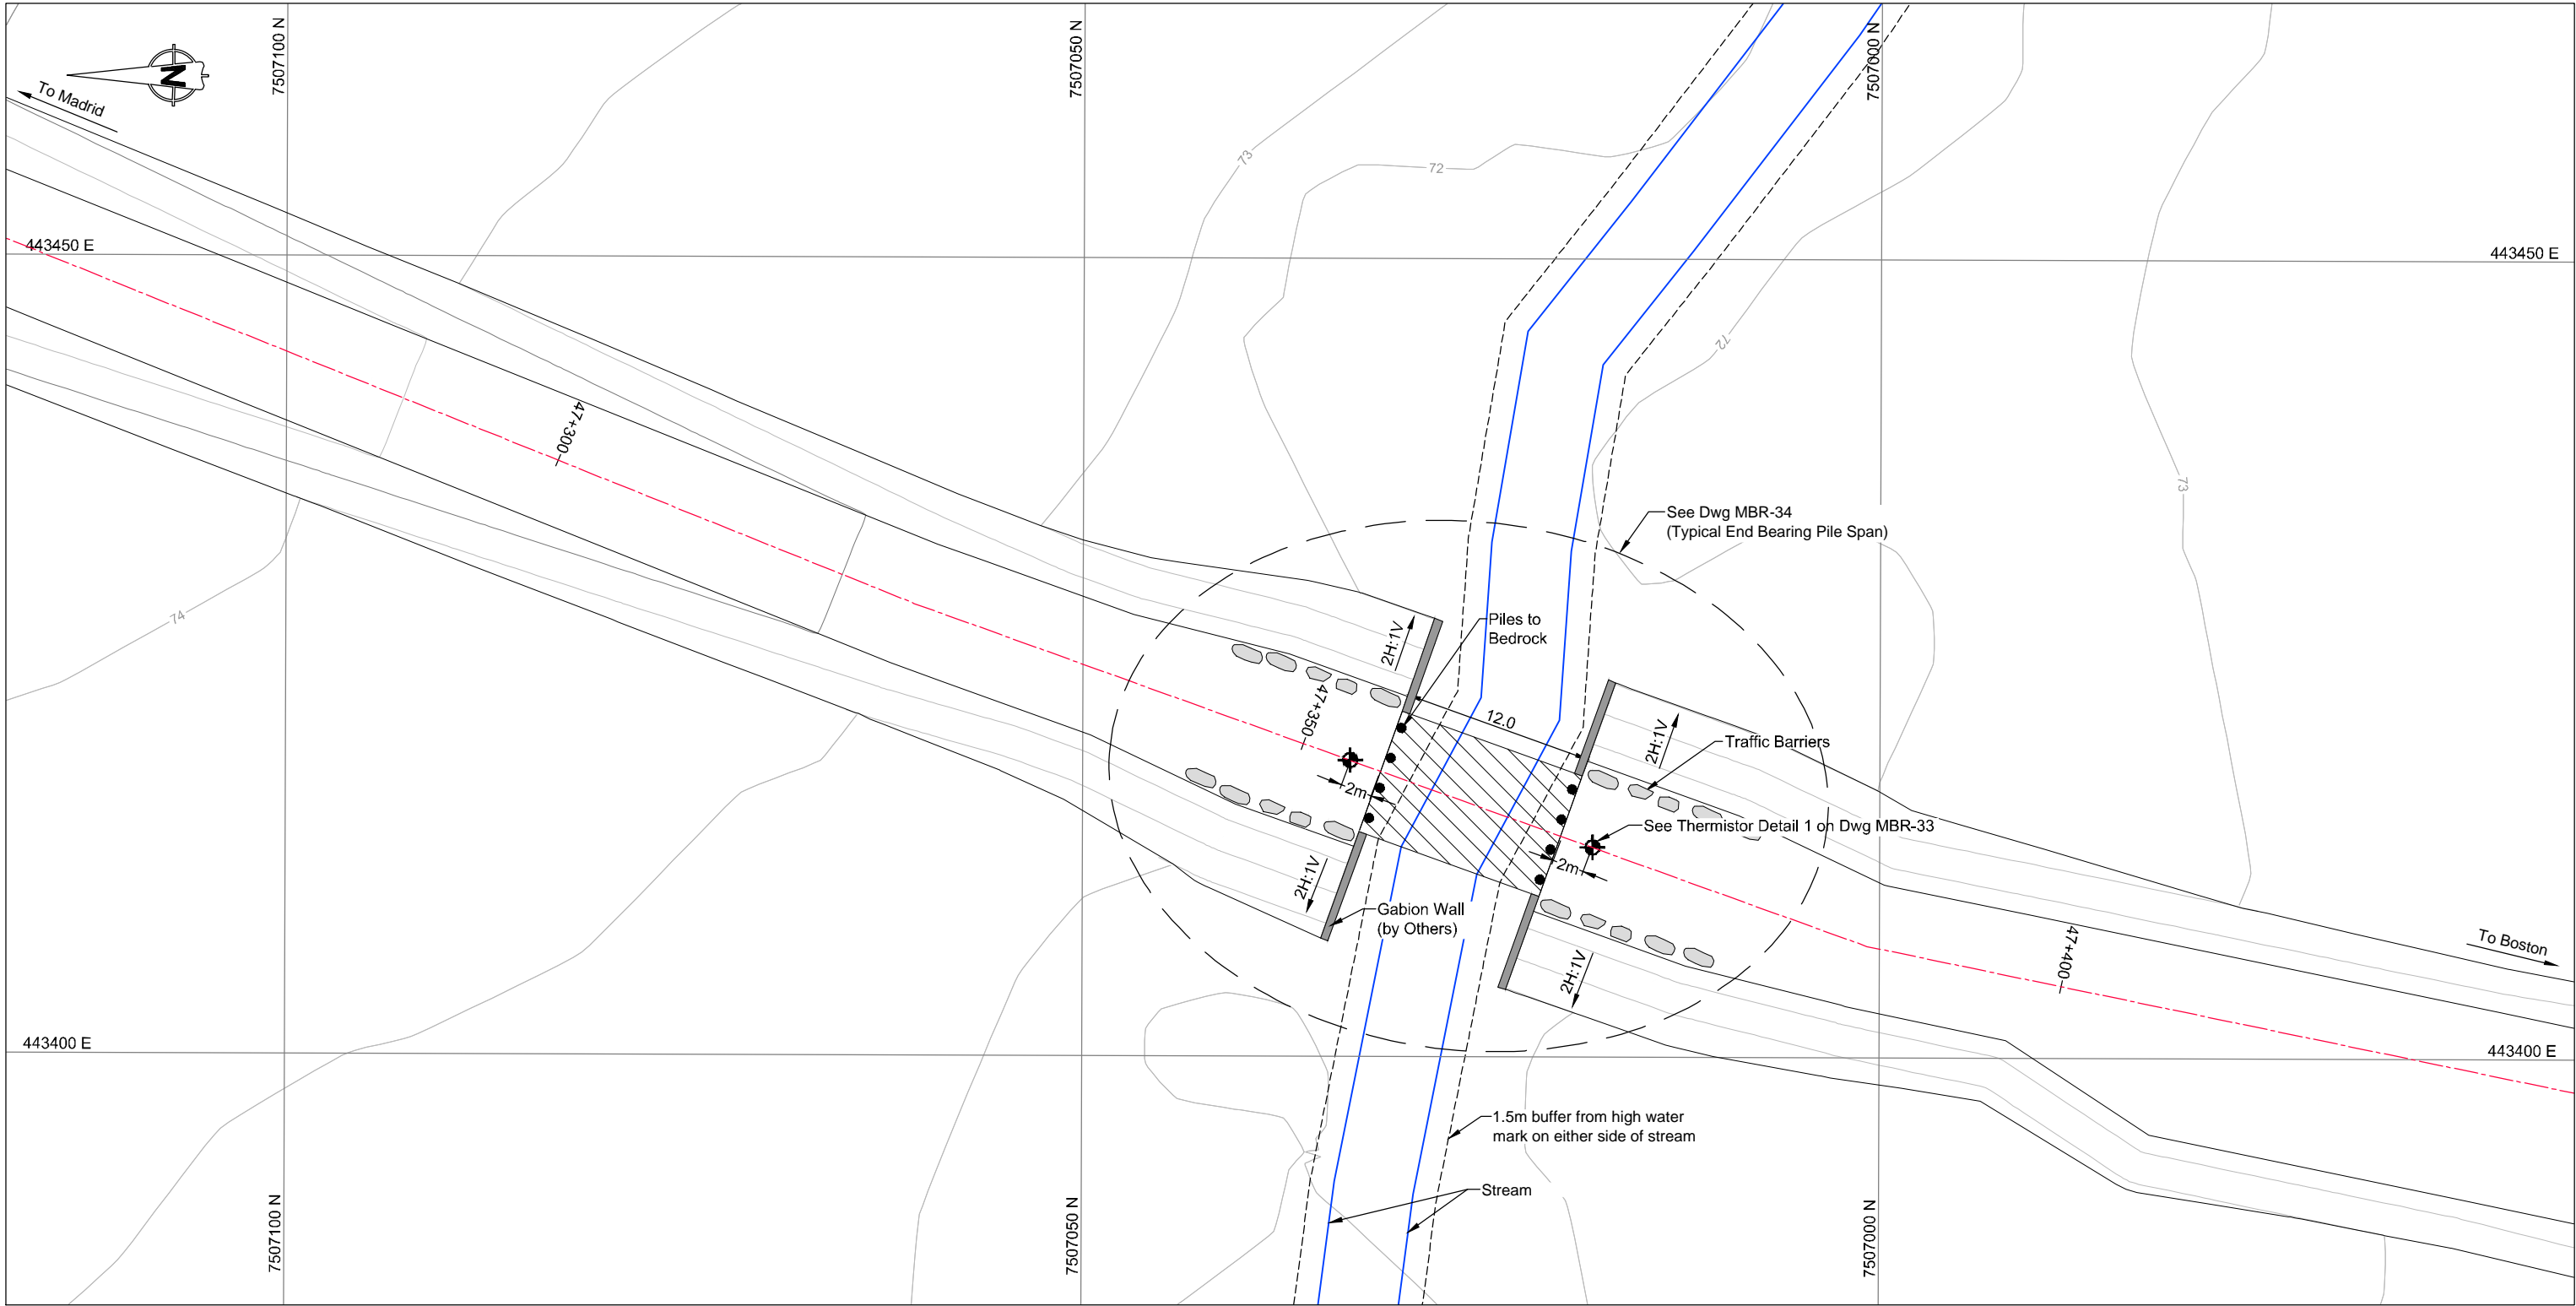 7507100 N
7507050 N
7507000 N
N
To Madrid
73
72
443450 E
443450 E
72
47+300
73
See Dwg MBR-34
(Typical End Bearing Pile Span)
74
Piles to
Bedrock
2H:1V
47+350
12.0
2H:1V
Traffic Barriers
2m
See Thermistor Detail 1 on Dwg MBR-33
2m
2H:1V
Gabion Wall
(by Others)
2H:1V
47+400
To Boston
443400 E
443400 E
1.5m buffer from high water
mark on either side of stream
Stream
7507100 N
7507050 N
7507000 N